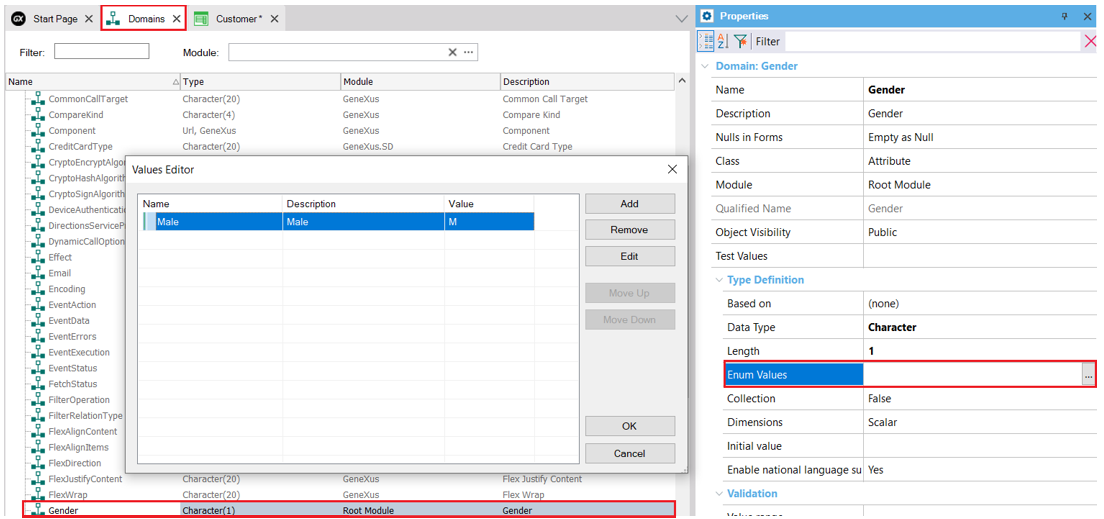 GX Start Page Domains Customer *
Filter: Module:
Name Type Module Description
CommonCallTarget Character(20) GeneXus Common Call Target
CompareKind Character(4) GeneXus Compare Kind
Component Url, GeneXus GeneXus Component
CreditCardType Character(20) GeneXus.SD Credit Card Type
CryptoEncryptAlgor
CryptoHashAlgorith
CryptoSignAlgorith
DeviceAuthenticati
DirectionsServiceP
DynamicCallOption
Effect
Email
Encoding
EventAction
EventData
EventErrors
EventExecution
EventStatus
FetchStatus
FilterOperation
FilterRelationType
FlexAlignContent
FlexAlignItems
FlexDirection
FlexJustifyContent Character(20) GeneXus Flex Justify Content
FlexWrap Character(20) GeneXus Flex Wrap
Gender Character(1) Root Module Gender
Values Editor
Name Description Value
Male Male M
Add
Remove
Edit
Move Up
Move Down
OK
Cancel
Properties
Filter
Domain: Gender
Name Gender
Description Gender
Nulls in Forms Empty as Null
Class Attribute
Module Root Module
Qualified Name Gender
Object Visibility Public
Test Values
Type Definition
Based on (none)
Data Type Character
Length 1
Enum Values ...
Collection False
Dimensions Scalar
Initial value
Enable national language su Yes
Validation
Value range